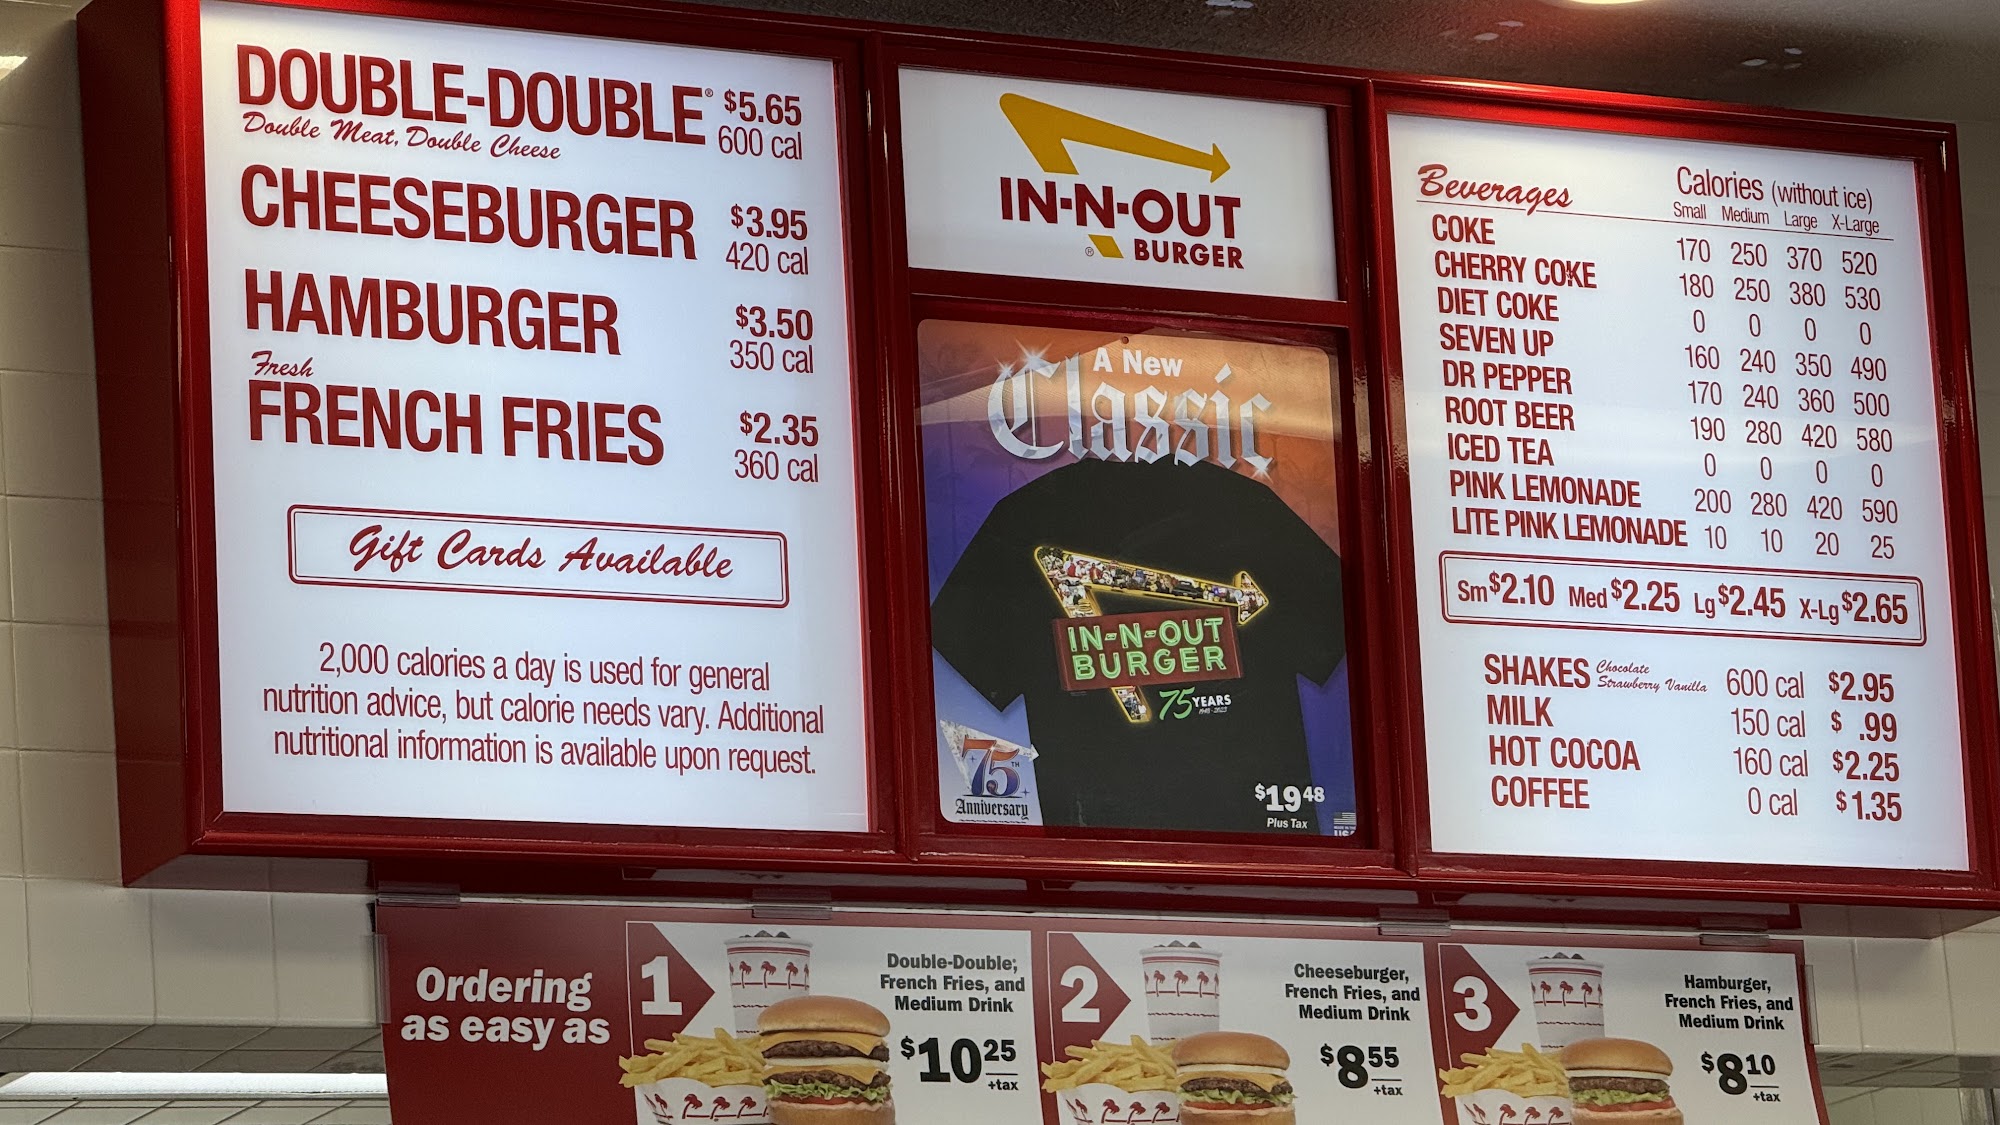 DOUBLE-DOUBLE® $5.65
Double Meat, Double Cheese 600 cal
CHEESEBURGER $3.95
420 cal
HAMBURGER $3.50
350 cal
Fresh
FRENCH FRIES $2.35
360 cal
Gift Cards Available
2,000 calories a day is used for general
nutrition advice, but calorie needs vary. Additional
nutritional information is available upon request.
IN-N-OUT
® BURGER
A New
Classic
IN-N-OUT
BURGER
75 YEARS
75TH
Anniversary
$19.48
Plus Tax
Beverages Calories (without ice)
Small Medium Large X-Large
COKE 170 250 370 520
CHERRY COKE 180 250 380 530
DIET COKE 0 0 0 0
SEVEN UP 160 240 350 490
DR PEPPER 170 240 360 500
ROOT BEER 190 280 420 580
ICED TEA 0 0 0 0
PINK LEMONADE 200 280 420 590
LITE PINK LEMONADE 10 10 20 25
Sm $2.10 Med $2.25 Lg $2.45 X-Lg $2.65
SHAKES Chocolate Strawberry Vanilla 600 cal $2.95
MILK 150 cal $ .99
HOT COCOA 160 cal $2.25
COFFEE 0 cal $1.35
Ordering
as easy as
1
Double-Double,
French Fries, and
Medium Drink
$10.25
+tax
2
Cheeseburger,
French Fries, and
Medium Drink
$8.55
+tax
3
Hamburger,
French Fries, and
Medium Drink
$8.10
+tax